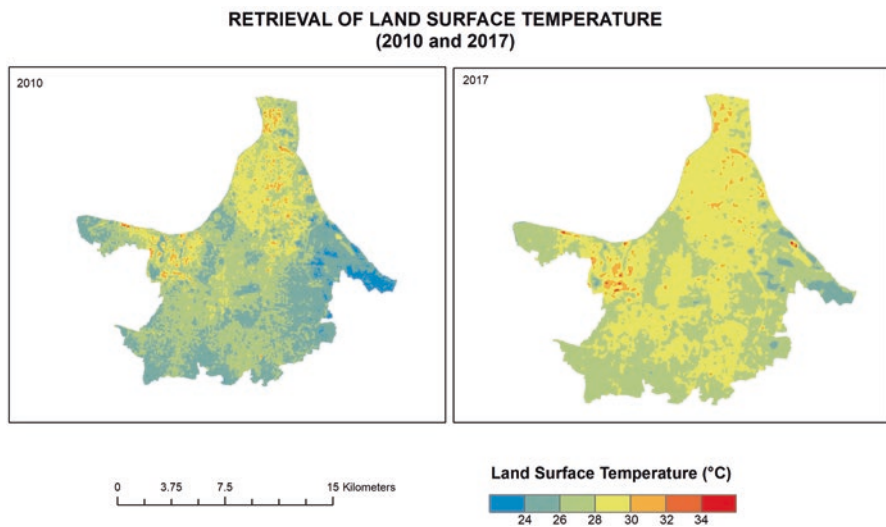 RETRIEVAL OF LAND SURFACE TEMPERATURE
(2010 and 2017)
2010
2017
0 3.75 7.5 15 Kilometers
Land Surface Temperature (°C)
24 26 28 30 32 34